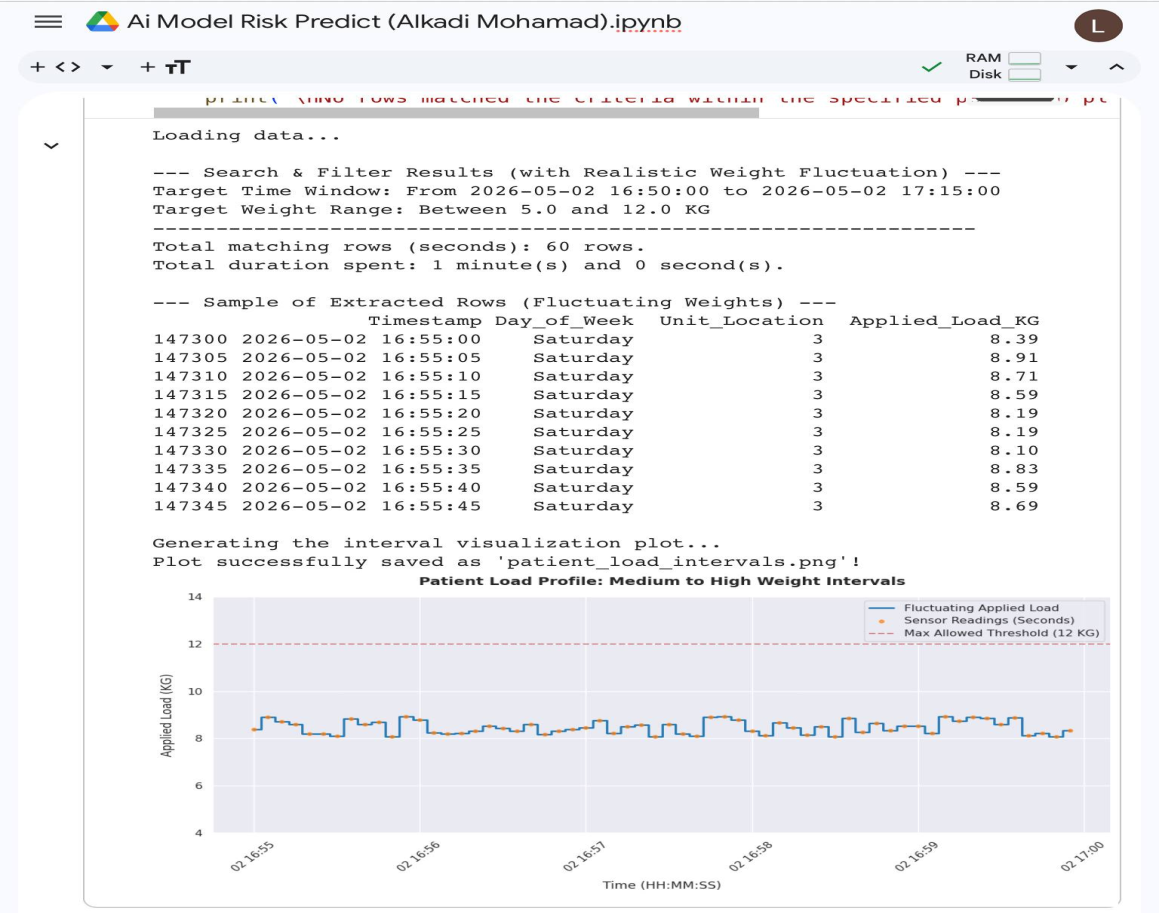 Ai Model Risk Predict (Alkadi Mohamad).ipynb
L
+ <> + TT
RAM
Disk
print( \nNo rows matched the criteria within the specified
Loading data...
--- Search & Filter Results (with Realistic Weight Fluctuation) ---
Target Time Window: From 2026-05-02 16:50:00 to 2026-05-02 17:15:00
Target Weight Range: Between 5.0 and 12.0 KG
-----------------------------------------------------------------
Total matching rows (seconds): 60 rows.
Total duration spent: 1 minute(s) and 0 second(s).
--- Sample of Extracted Rows (Fluctuating Weights) ---
Timestamp Day_of_Week Unit_Location Applied_Load_KG
147300 2026-05-02 16:55:00 Saturday 3 8.39
147305 2026-05-02 16:55:05 Saturday 3 8.91
147310 2026-05-02 16:55:10 Saturday 3 8.71
147315 2026-05-02 16:55:15 Saturday 3 8.59
147320 2026-05-02 16:55:20 Saturday 3 8.19
147325 2026-05-02 16:55:25 Saturday 3 8.19
147330 2026-05-02 16:55:30 Saturday 3 8.10
147335 2026-05-02 16:55:35 Saturday 3 8.83
147340 2026-05-02 16:55:40 Saturday 3 8.59
147345 2026-05-02 16:55:45 Saturday 3 8.69
Generating the interval visualization plot...
Plot successfully saved as 'patient_load_intervals.png'!
Patient Load Profile: Medium to High Weight Intervals
Fluctuating Applied Load
Sensor Readings (Seconds)
Max Allowed Threshold (12 KG)
14
12
10
8
6
4
Applied Load (KG)
02 16:55
02 16:56
02 16:57
02 16:58
02 16:59
02 17:00
Time (HH:MM:SS)